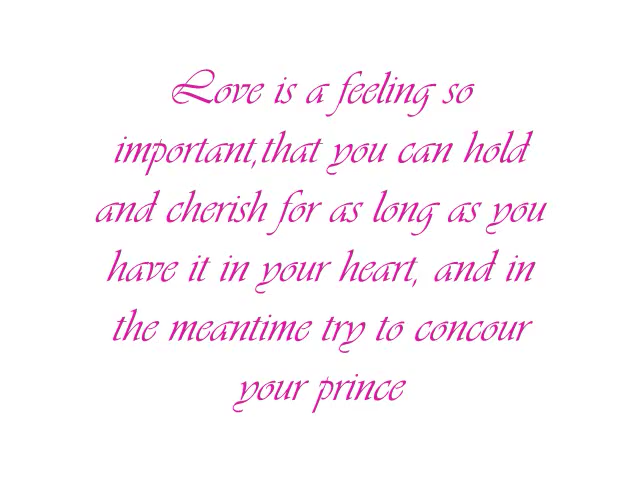 Love is a feeling so
important,that you can hold
and cherish for as long as you
have it in your heart, and in
the meantime try to concour
your prince